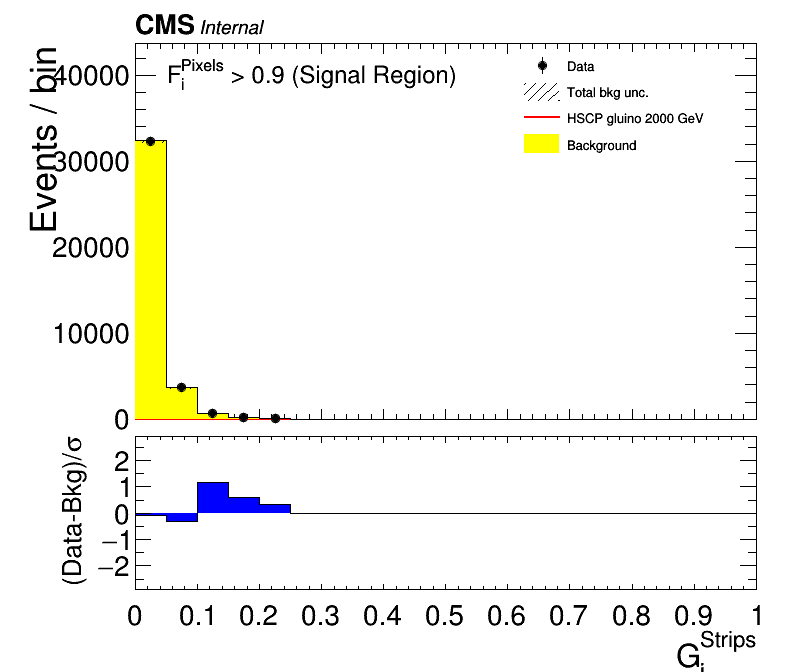 CMS Internal
F_i^Pixels > 0.9 (Signal Region)
Data
Total bkg unc.
HSCP gluino 2000 GeV
Background
Events / bin
40000
30000
20000
10000
0
(Data-Bkg)/σ
2
1
0
−1
−2
0 0.1 0.2 0.3 0.4 0.5 0.6 0.7 0.8 0.9 1
G_i^Strips